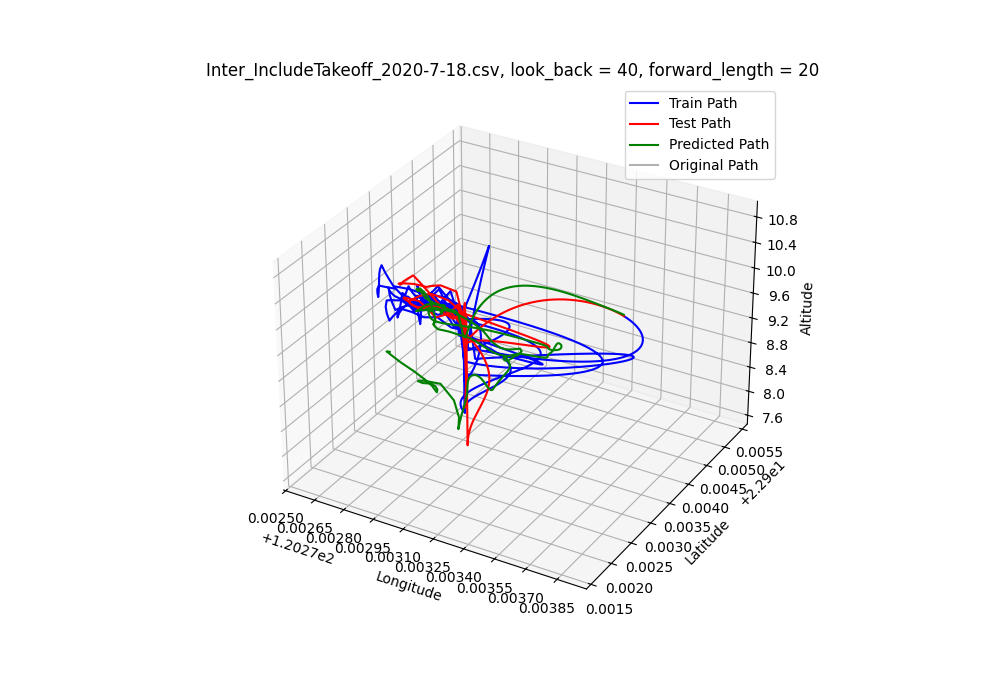 Inter_IncludeTakeoff_2020-7-18.csv, look_back = 40, forward_length = 20
Train Path
Test Path
Predicted Path
Original Path
10.8
10.4
10.0
9.6
9.2
8.8
8.4
8.0
7.6
Altitude
0.0055
0.0050
0.0045
0.0040
0.0035
0.0030
0.0025
0.0020
0.0015
+2.29e1
Latitude
0.00250
0.00265
0.00280
0.00295
0.00310
0.00325
0.00340
0.00355
0.00370
0.00385
+1.2027e2
Longitude